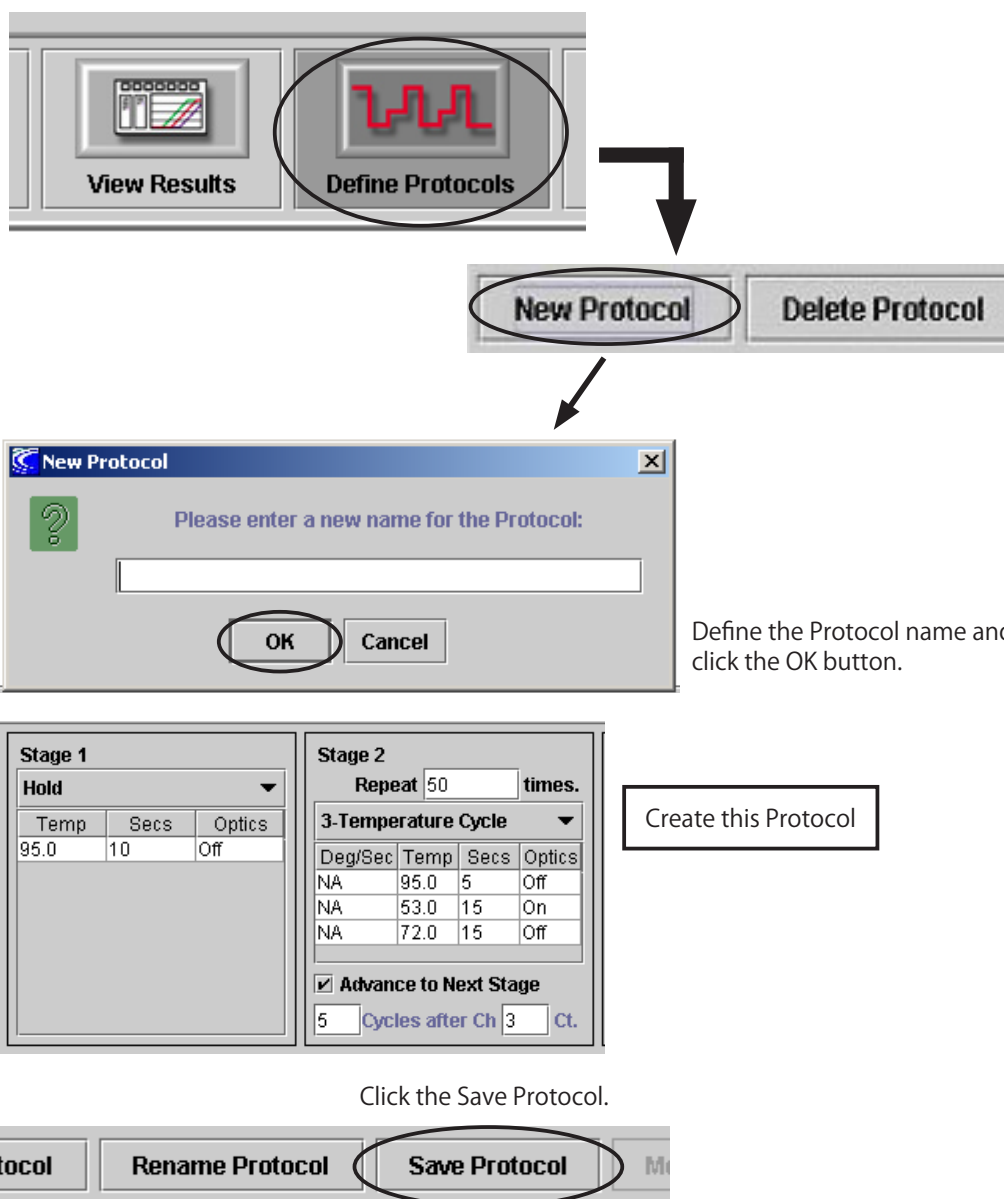 View Results
Define Protocols
New Protocol
Delete Protocol
New Protocol
Please enter a new name for the Protocol:
OK
Cancel
Define the Protocol name and
click the OK button.
Stage 1
Hold
Temp Secs Optics
95.0 10 Off
Stage 2
Repeat 50 times.
3-Temperature Cycle
Deg/Sec Temp Secs Optics
NA 95.0 5 Off
NA 53.0 15 On
NA 72.0 15 Off
Advance to Next Stage
5 Cycles after Ch 3 Ct.
Create this Protocol
Click the Save Protocol.
tocol
Rename Protocol
Save Protocol